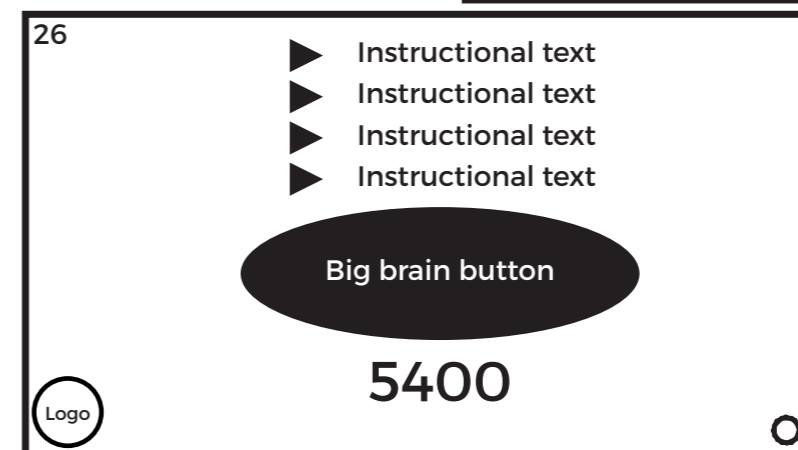 26
Instructional text
Instructional text
Instructional text
Instructional text
Big brain button
5400
Logo